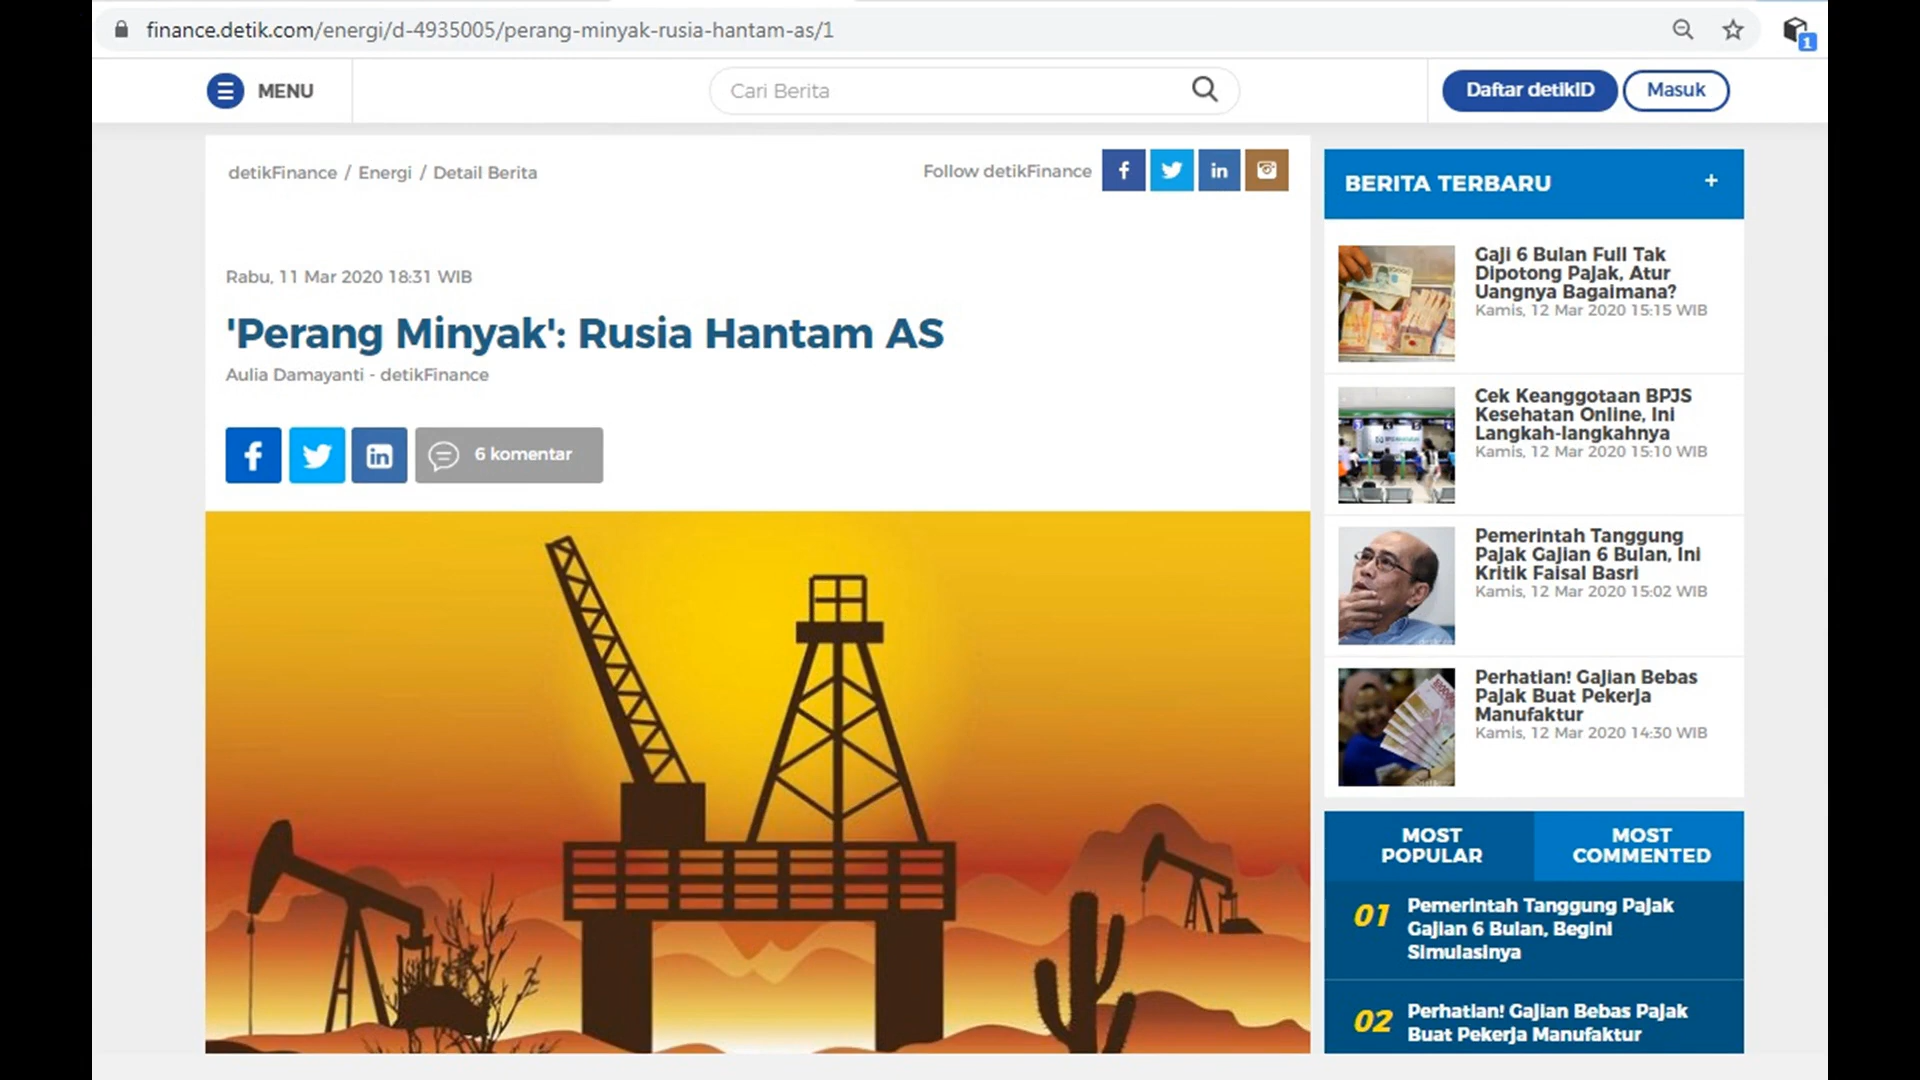 finance.detik.com/energi/d-4935005/perang-minyak-rusia-hantam-as/1
1
MENU
Cari Berita
Daftar detikID
Masuk
detikFinance / Energi / Detail Berita
Follow detikFinance
Rabu, 11 Mar 2020 18:31 WIB
'Perang Minyak': Rusia Hantam AS
Aulia Damayanti - detikFinance
6 komentar
BERITA TERBARU
+
Gaji 6 Bulan Full Tak
Dipotong Pajak, Atur
Uangnya Bagaimana?
Kamis, 12 Mar 2020 15:15 WIB
Cek Keanggotaan BPJS
Kesehatan Online, Ini
Langkah-langkahnya
Kamis, 12 Mar 2020 15:10 WIB
Pemerintah Tanggung
Pajak Gajian 6 Bulan, Ini
Kritik Faisal Basri
Kamis, 12 Mar 2020 15:02 WIB
Perhatian! Gajian Bebas
Pajak Buat Pekerja
Manufaktur
Kamis, 12 Mar 2020 14:30 WIB
MOST
POPULAR
MOST
COMMENTED
01
Pemerintah Tanggung Pajak
Gajian 6 Bulan, Begini
Simulasinya
02
Perhatian! Gajian Bebas Pajak
Buat Pekerja Manufaktur